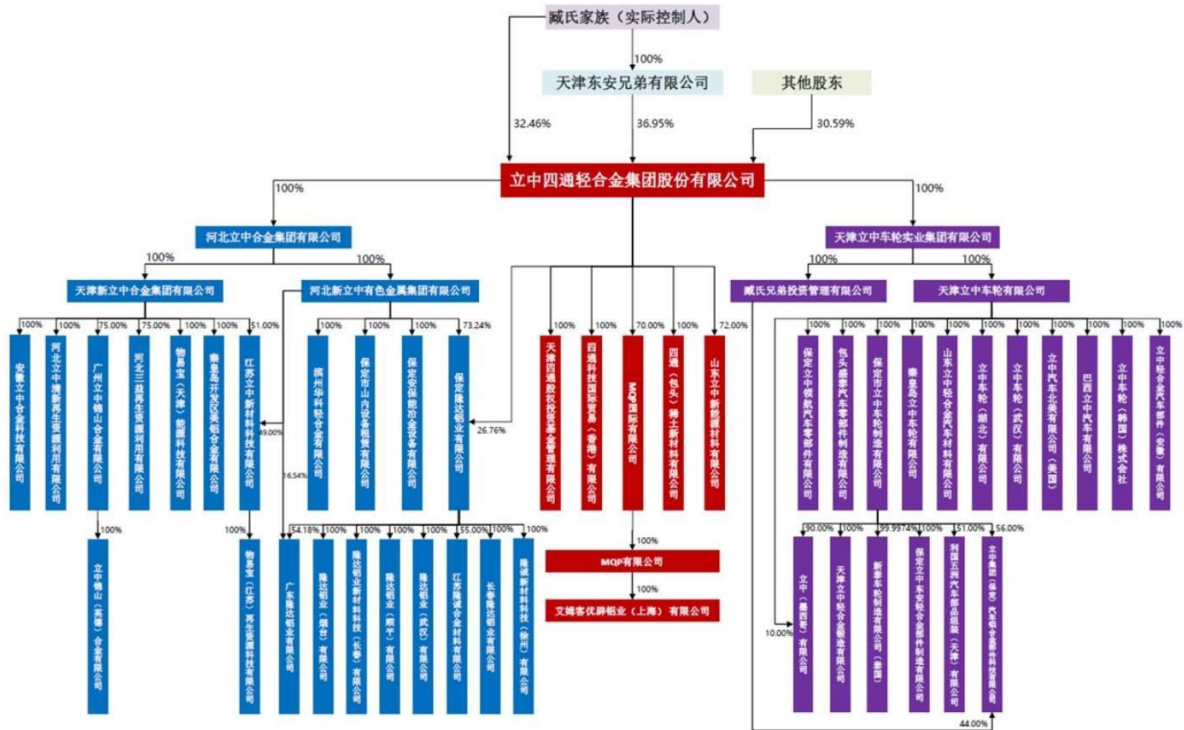 臧氏家族（实际控制人）
100%
天津东安兄弟有限公司
其他股东
32.46%
36.95%
30.59%
立中四通轻合金集团股份有限公司
100%
100%
河北立中合金集团有限公司
天津立中车轮实业集团有限公司
100%
100%
100%
100%
天津新立中合金集团有限公司
河北新立中有色金属集团有限公司
臧氏兄弟投资管理有限公司
天津立中车轮有限公司
100%
100%
75.00%
75.00%
100%
100%
51.00%
100%
100%
100%
73.24%
100%
100%
70.00%
100%
72.00%
100%
100%
100%
100%
100%
100%
100%
100%
100%
100%
100%
安徽立中合金科技有限公司
河北立中清新再生资源利用有限公司
广州立中锦山合金有限公司
河北三益再生资源利用有限公司
物易宝（天津）能源科技有限公司
秦皇岛开发区美铝合金有限公司
江苏立中新材料科技有限公司
滨州华科轻合金有限公司
保定市山内设备租赁有限公司
保定安保能冶金设备有限公司
保定隆达铝业有限公司
天津四通股权投资基金管理有限公司
四通科技国际贸易（香港）有限公司
MQP国际有限公司
四通（包头）稀土新材料有限公司
山东立中新能源材料有限公司
保定立中领航汽车零部件有限公司
包头盛泰汽车零部件制造有限公司
保定市立中车轮制造有限公司
秦皇岛立中车轮有限公司
山东立中轻合金汽车材料有限公司
立中车轮（湖北）有限公司
立中车轮（武汉）有限公司
立中汽车北美有限公司（美国）
巴西立中汽车有限公司
立中车轮（韩国）株式会社
立中轻合金汽车部件（安徽）有限公司
49.00%
26.76%
16.54%
100%
100%
54.18%
100%
100%
100%
100%
55.00%
100%
100%
100%
90.00%
100%
99.9974%
100%
51.00%
56.00%
立中锦山（英德）合金有限公司
物易宝（江苏）再生资源科技有限公司
广东隆达铝业有限公司
隆达铝业（烟台）有限公司
隆达铝业新材料科技（长春）有限公司
隆达铝业（顺平）有限公司
隆达铝业（武汉）有限公司
江苏隆诚合金材料有限公司
长春隆达铝业有限公司
隆诚新材料科技（徐州）有限公司
MQP有限公司
100%
艾姆客优辟铝业（上海）有限公司
立中（墨西哥）有限公司
天津立中轻合金锻造有限公司
新泰车轮制造有限公司（泰国）
保定立中东安轻合金部件制造有限公司
利国五洲汽车部品组装（天津）有限公司
立中集团（保定）汽车铝合金部件科技有限公司
10.00%
44.00%